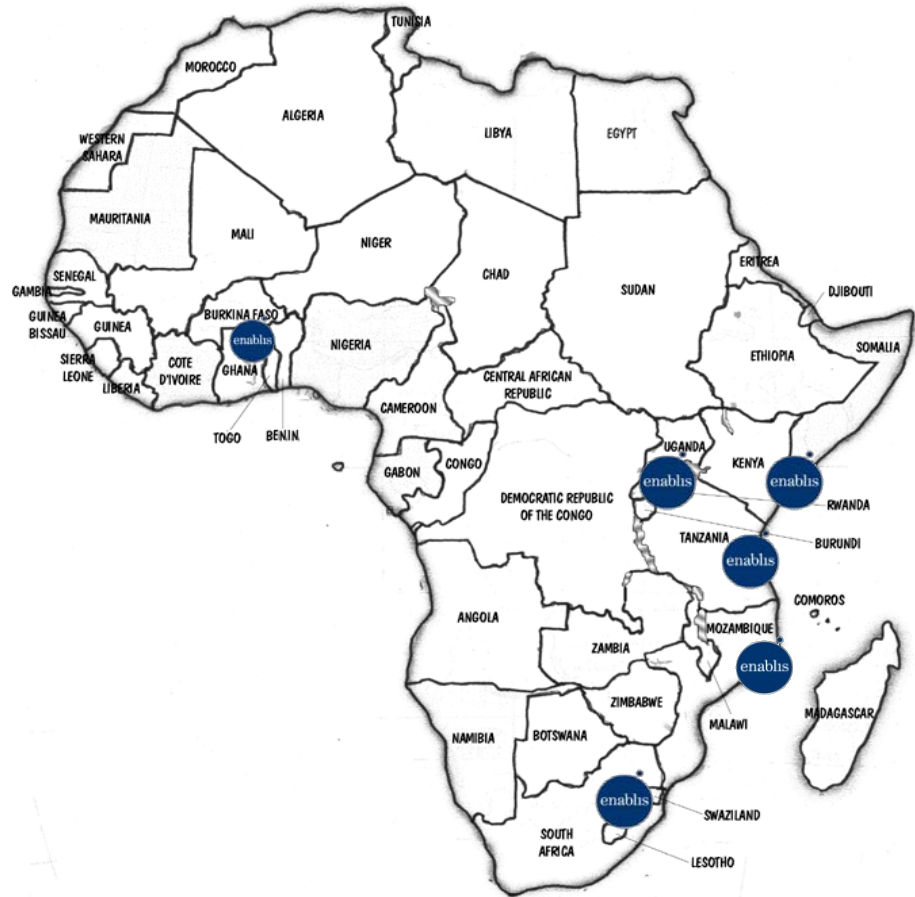 TUNISIA
MOROCCO
ALGERIA
LIBYA
EGYPT
WESTERN
SAHARA
MAURITANIA
MALI
NIGER
CHAD
SUDAN
ERITREA
DJIBOUTI
SENEGAL
GAMBIA
GUINEA
BISSAU
GUINEA
BURKINA FASO
enablis
NIGERIA
ETHIOPIA
SOMALIA
SIERRA
LEONE
LIBERIA
COTE
D'IVOIRE
GHANA
TOGO
BENIN
CAMEROON
CENTRAL AFRICAN
REPUBLIC
GABON
CONGO
DEMOCRATIC REPUBLIC
OF THE CONGO
UGANDA
KENYA
enablis
enablis
RWANDA
BURUNDI
TANZANIA
enablis
COMOROS
ANGOLA
ZAMBIA
MOZAMBIQUE
enablis
MALAWI
MADAGASCAR
ZIMBABWE
NAMIBIA
BOTSWANA
enablis
SWAZILAND
SOUTH
AFRICA
LESOTHO